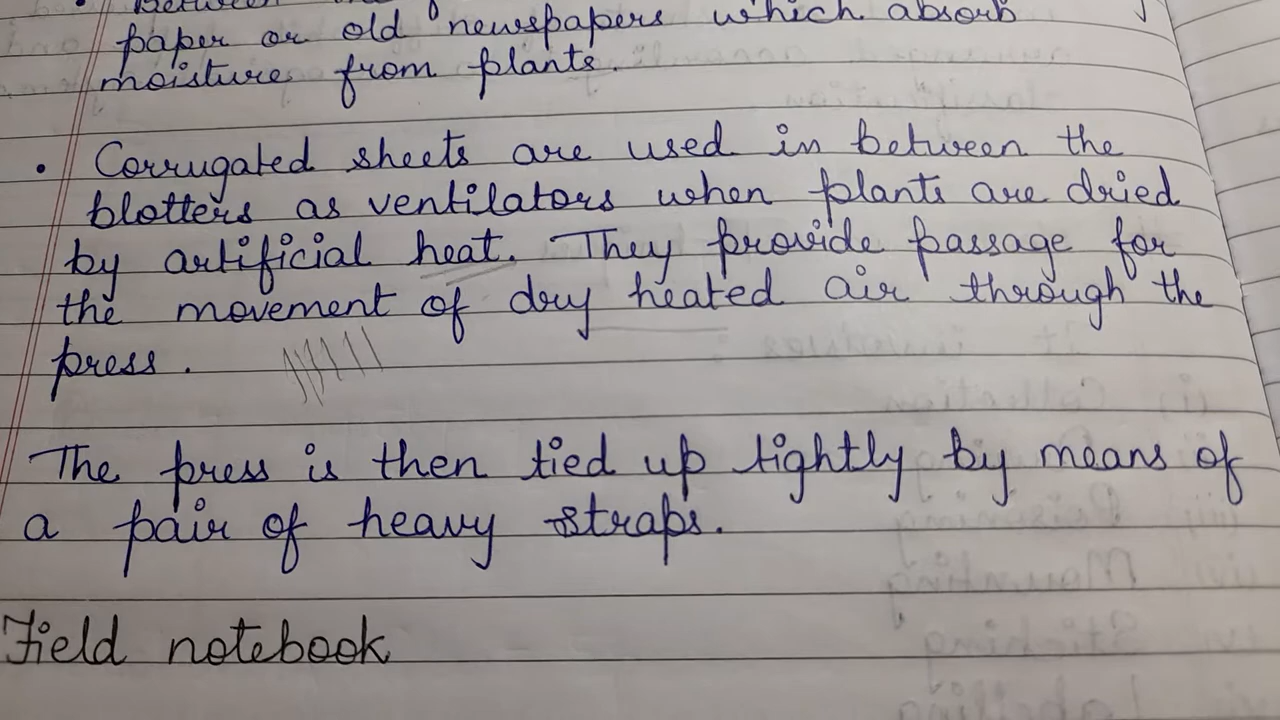 • Between the
paper or old newspapers which absorb
moisture from plants.
• Corrugated sheets are used in between the
blotters as ventilators when plants are dried
by artificial heat. They provide passage for
the movement of dry heated air through the
press.
The press is then tied up tightly by means of
a pair of heavy straps.
Field notebook